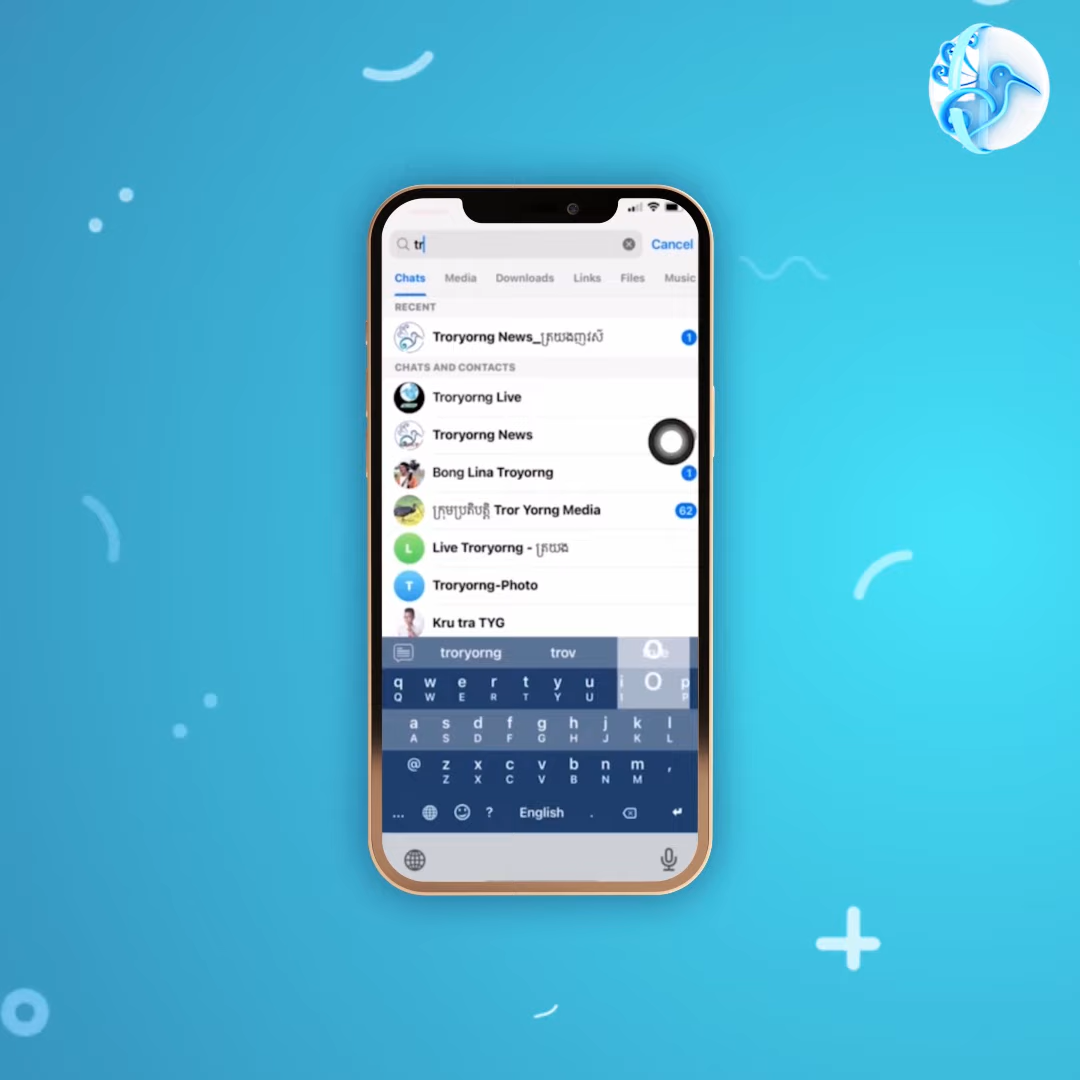 tr
Cancel
Chats Media Downloads Links Files Music
RECENT
Troryorng News_ត្រយងញូវស៍ 1
CHATS AND CONTACTS
Troryorng Live
Troryorng News
Bong Lina Troyorng 1
ក្រុមប្រតិបត្តិ Tror Yorng Media 62
Live Troryorng - ត្រយង
L
Troryorng-Photo
T
Kru tra TYG
troryorng trov
O
q w e r t y u i O p
Q W E R T Y U P
a s d f g h j k l
A S D F G H J K L
@ z x c v b n m ,
Z X C V B N M
... ? English .